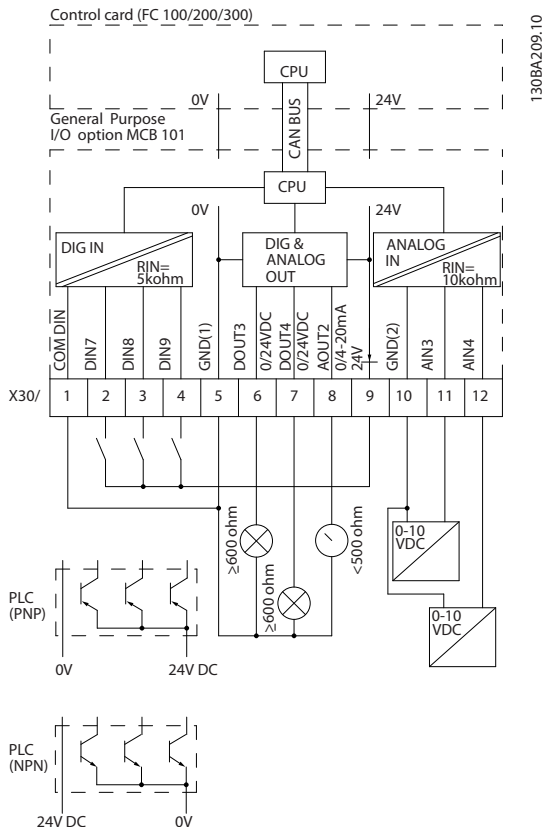 Control card (FC 100/200/300)
130BA209.10
CPU
0V
24V
General Purpose
I/O option MCB 101
CAN BUS
CPU
0V
24V
DIG IN
RIN=
5kohm
DIG &
ANALOG
OUT
ANALOG
IN
RIN=
10kohm
COM DIN
DIN7
DIN8
DIN9
GND(1)
DOUT3
0/24VDC
DOUT4
0/24VDC
AOUT2
0/4-20mA
24V
GND(2)
AIN3
AIN4
X30/
1
2
3
4
5
6
7
8
9
10
11
12
≥600 ohm
≥600 ohm
<500 ohm
0-10
VDC
0-10
VDC
PLC
(PNP)
0V
24V DC
PLC
(NPN)
24V DC
0V